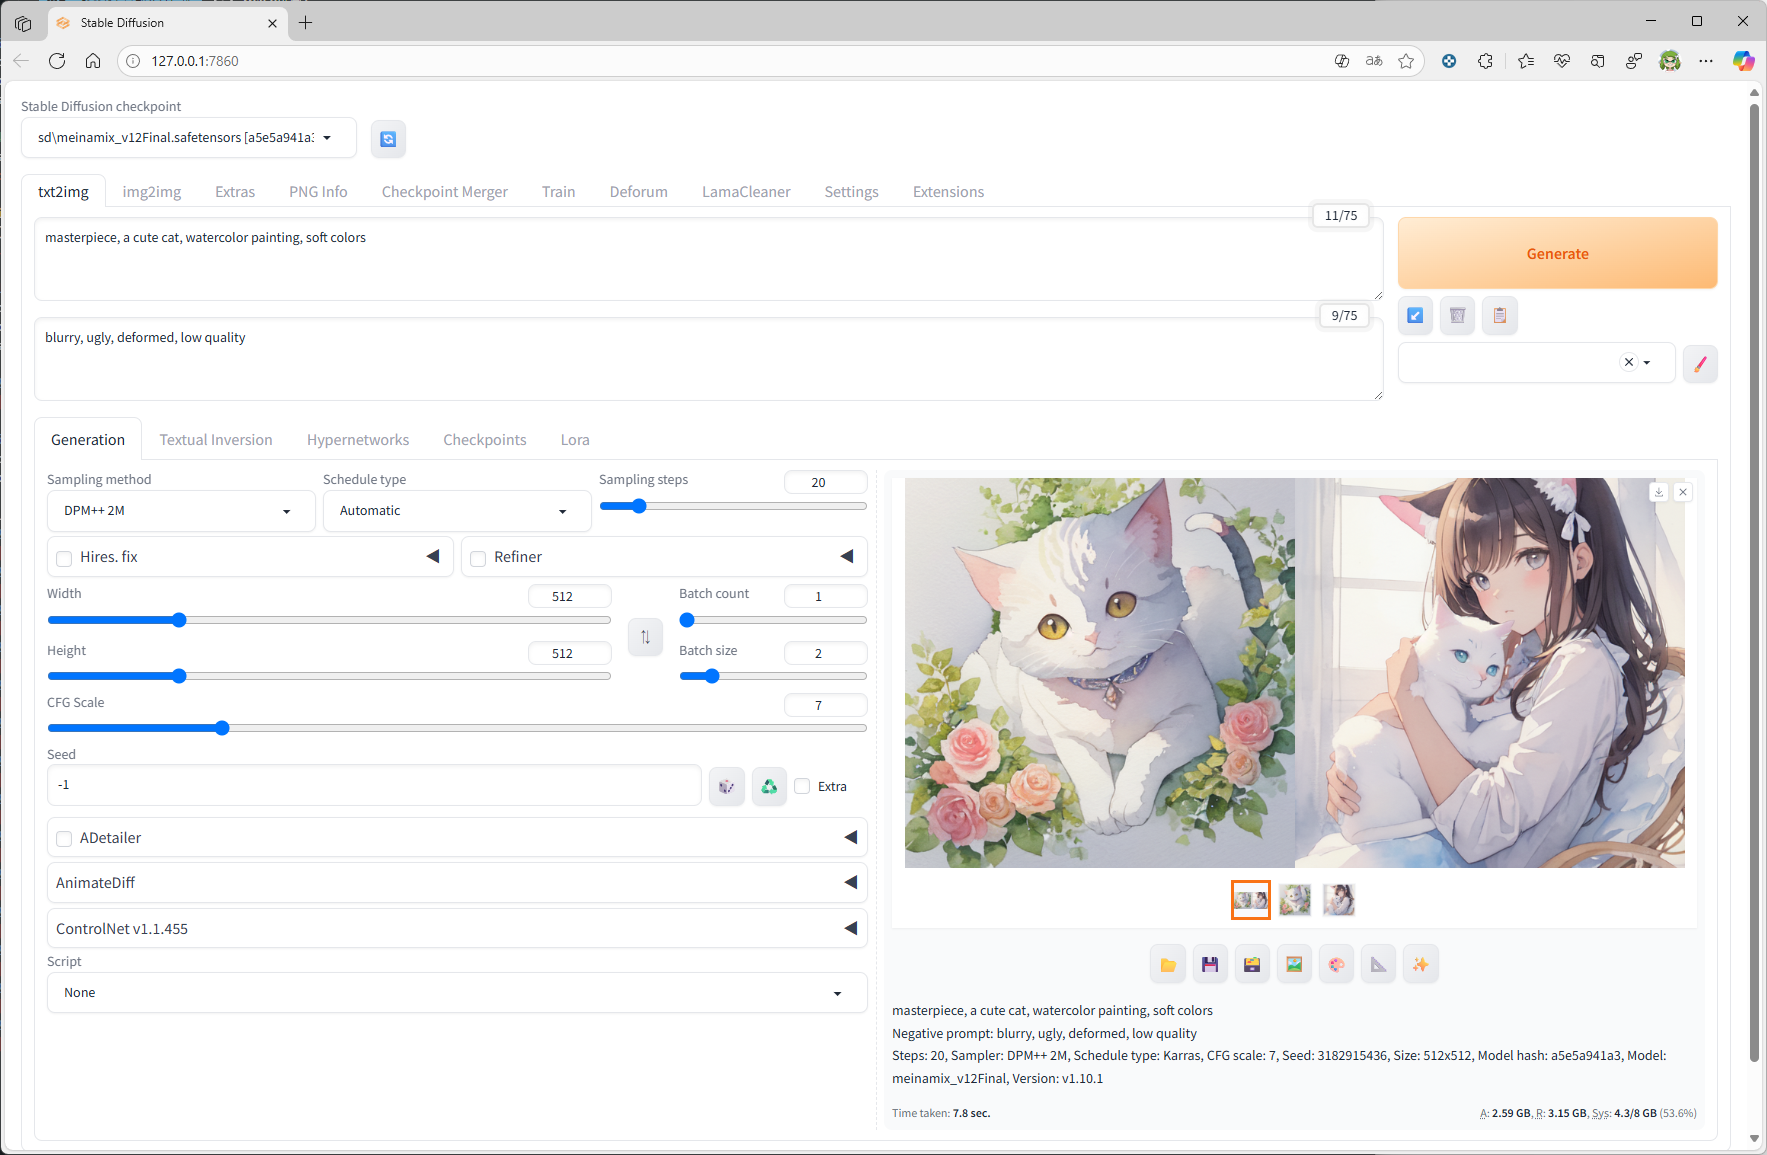 Stable Diffusion
127.0.0.1:7860
Stable Diffusion checkpoint
sd\meinamix_v12Final.safetensors [a5e5a941a3
txt2img img2img Extras PNG Info Checkpoint Merger Train Deforum LamaCleaner Settings Extensions
11/75
masterpiece, a cute cat, watercolor painting, soft colors
Generate
9/75
blurry, ugly, deformed, low quality
Generation Textual Inversion Hypernetworks Checkpoints Lora
Sampling method Schedule type Sampling steps 20
DPM++ 2M Automatic
Hires. fix Refiner
Width 512 Batch count 1
Height 512 Batch size 2
CFG Scale 7
Seed
-1 Extra
ADetailer
AnimateDiff
ControlNet v1.1.455
Script
None
masterpiece, a cute cat, watercolor painting, soft colors
Negative prompt: blurry, ugly, deformed, low quality
Steps: 20, Sampler: DPM++ 2M, Schedule type: Karras, CFG scale: 7, Seed: 3182915436, Size: 512x512, Model hash: a5e5a941a3, Model:
meinamix_v12Final, Version: v1.10.1
Time taken: 7.8 sec. A: 2.59 GB, R: 3.15 GB, Sys: 4.3/8 GB (53.6%)